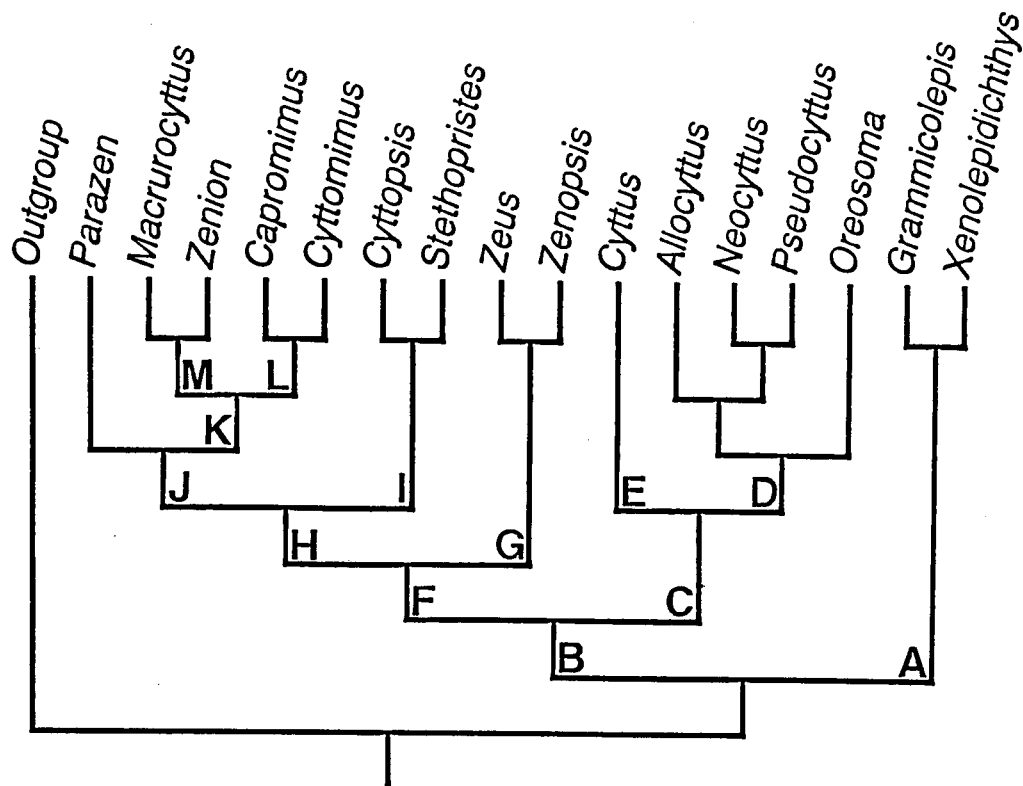 Outgroup
Parazen
Macrurocyttus
Zenion
Capromimus
Cyttomimus
Cyttopsis
Stethopristes
Zeus
Zenopsis
Cyttus
Allocyttus
Neocyttus
Pseudocyttus
Oreosoma
Grammicolepis
Xenolepidichthys
M L
K
J I
E D
H G
F C
B A